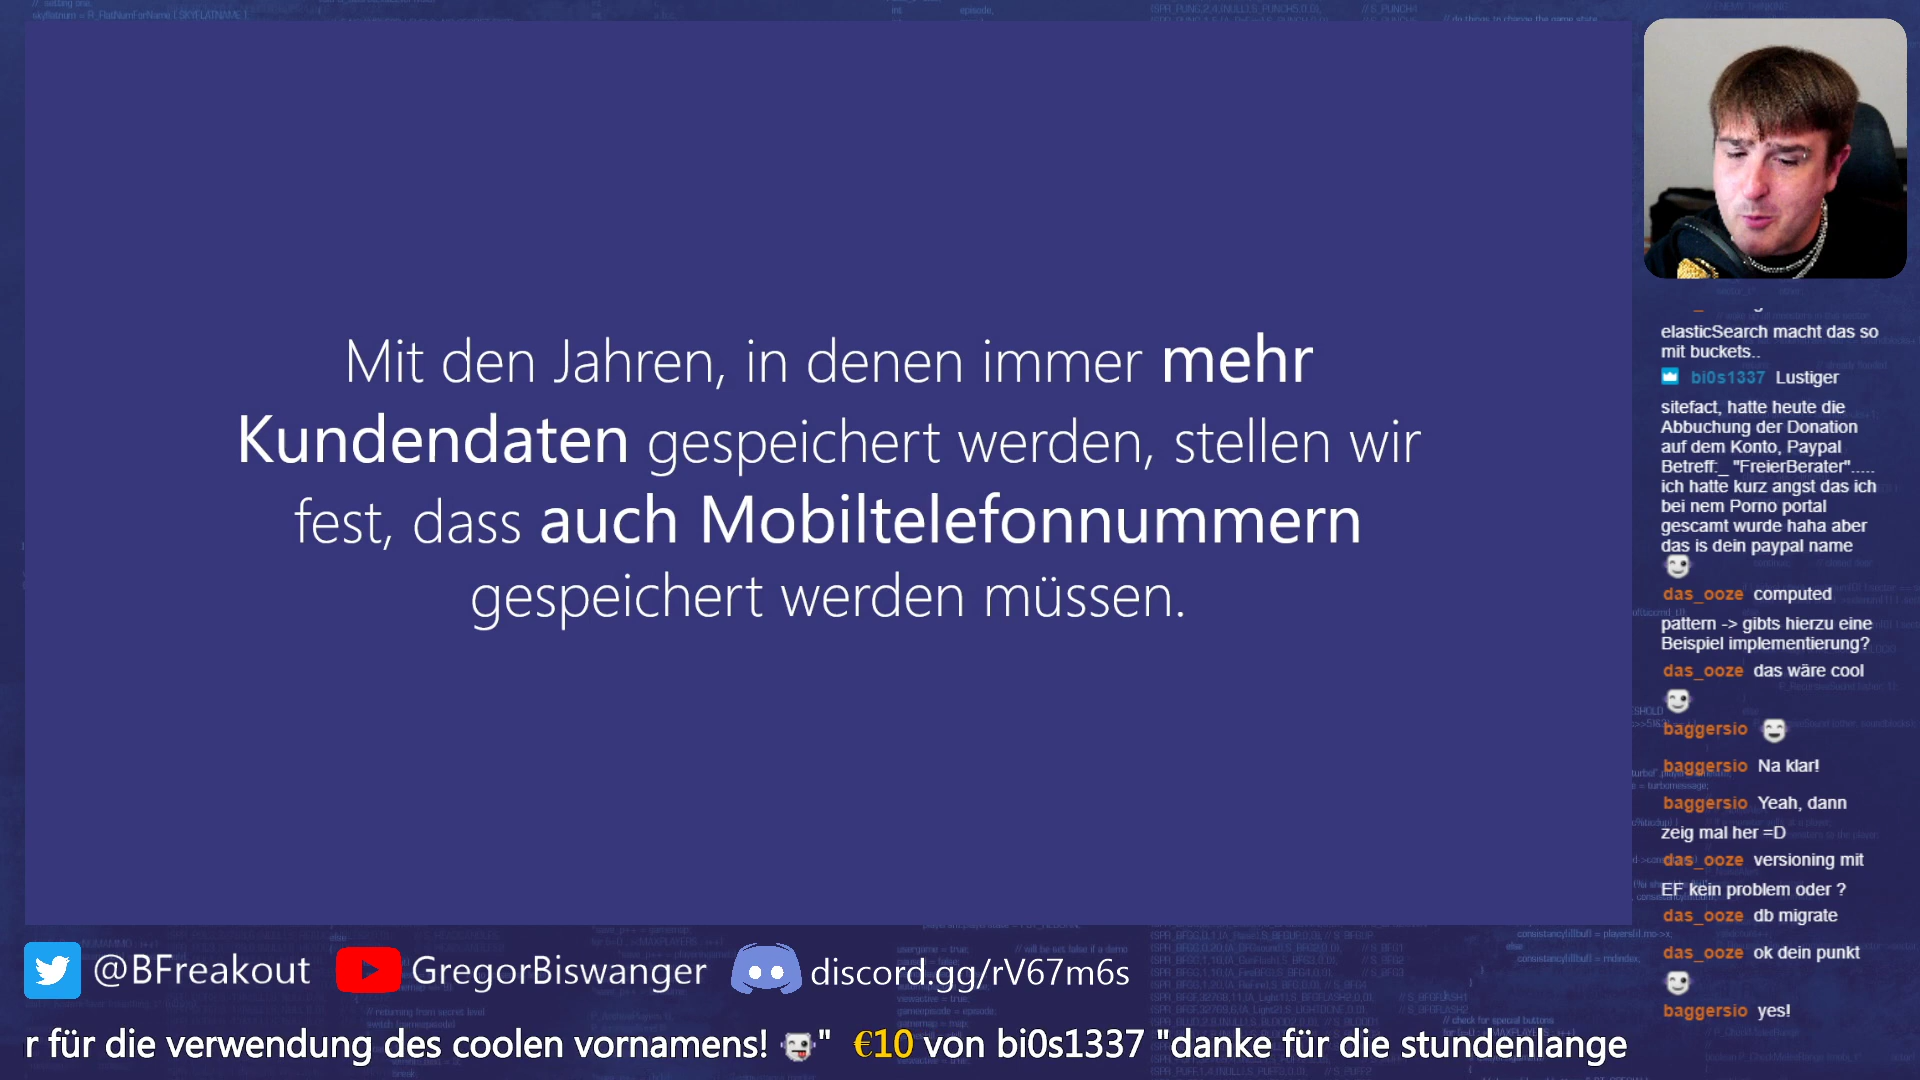 Mit den Jahren, in denen immer mehr
Kundendaten gespeichert werden, stellen wir
fest, dass auch Mobiltelefonnummern
gespeichert werden müssen.
elasticSearch macht das so
mit buckets..
bi0s1337 Lustiger
sitefact, hatte heute die
Abbuchung der Donation
auf dem Konto, Paypal
Betreff:_ "FreierBerater".....
ich hatte kurz angst das ich
bei nem Porno portal
gescamt wurde haha aber
das is dein paypal name
das_ooze computed
pattern -> gibts hierzu eine
Beispiel implementierung?
das_ooze das wäre cool
baggersio
baggersio Na klar!
baggersio Yeah, dann
zeig mal her =D
das_ooze versioning mit
EF kein problem oder ?
das_ooze db migrate
das_ooze ok dein punkt
baggersio yes!
@BFreakout GregorBiswanger discord.gg/rV67m6s
r für die verwendung des coolen vornamens! " €10 von bi0s1337 "danke für die stundenlange